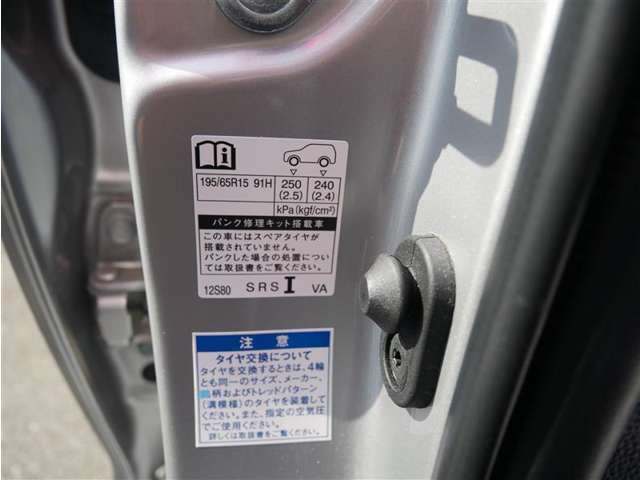 195/65R15 91H 250 240
(2.5) (2.4)
kPa(kgf/cm²)
パンク修理キット搭載車
この車にはスペアタイヤが
搭載されていません。
パンクした場合の処置につい
ては取扱書をご覧ください。
12S80 SRS I VA
注 意
タイヤ交換について
タイヤを交換するときは、4輪
とも同一のサイズ、メーカー、
銘柄およびトレッドパターン
(溝模様)のタイヤを装着して
ください。また、指定の空気圧
でご使用ください。
詳しくは取扱書をご覧ください。